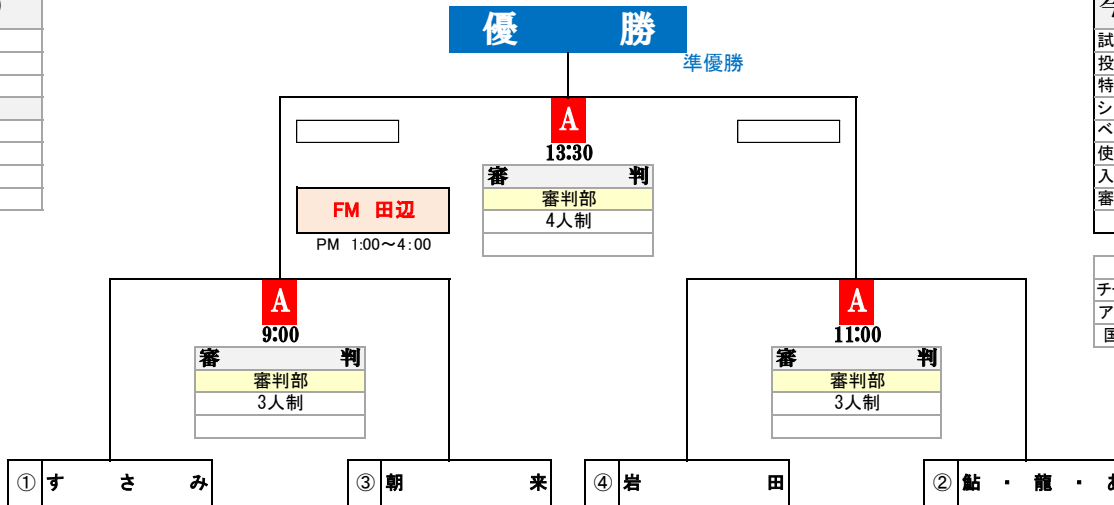 優 勝
準優勝
A
13:30
審 判
審判部
4人制
FM 田辺
PM 1:00～4:00
A
9:00
審 判
審判部
3人制
A
11:00
審 判
審判部
3人制
① す さ み
③ 朝 来
④ 岩 田
② 鮎 ・ 龍 ・
試
投
特
シ
ベ
使
入
審
チ
ア